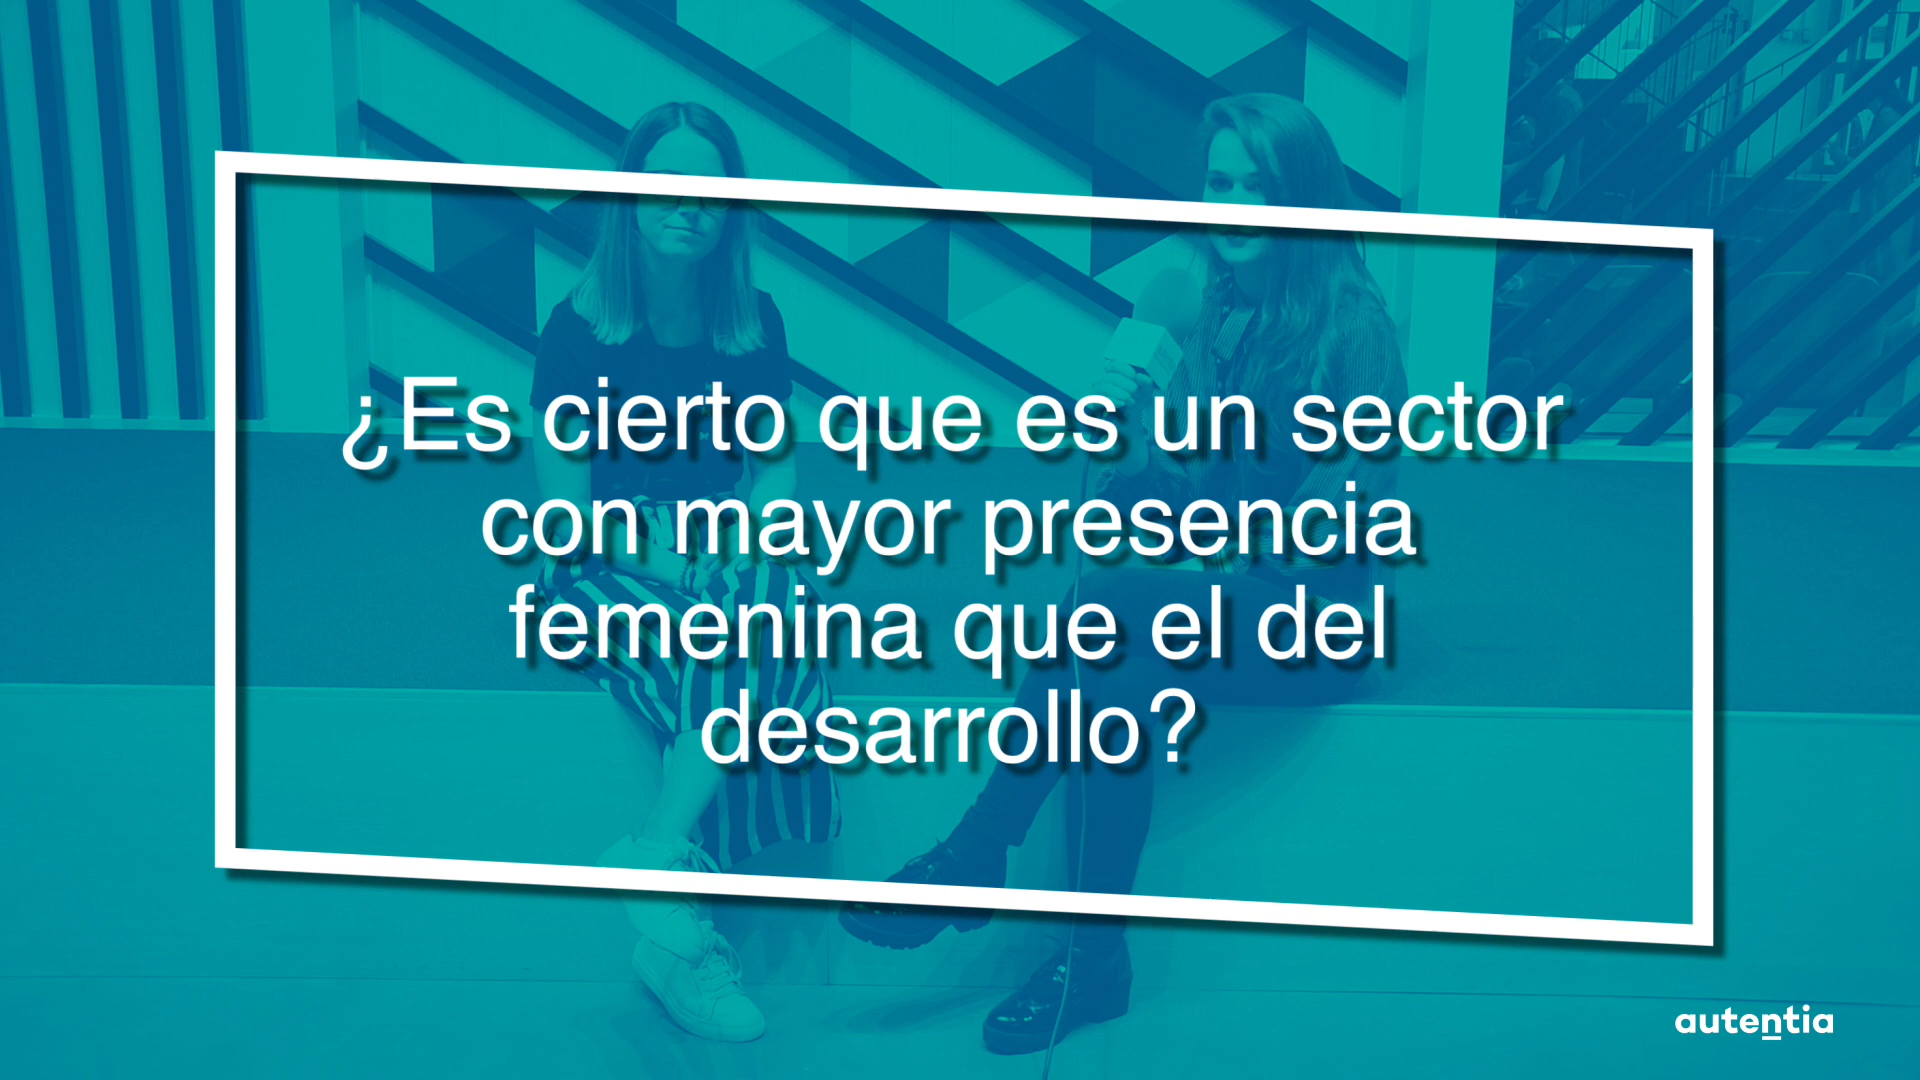 ¿Es cierto que es un sector
con mayor presencia
femenina que el del
desarrollo?
autentia